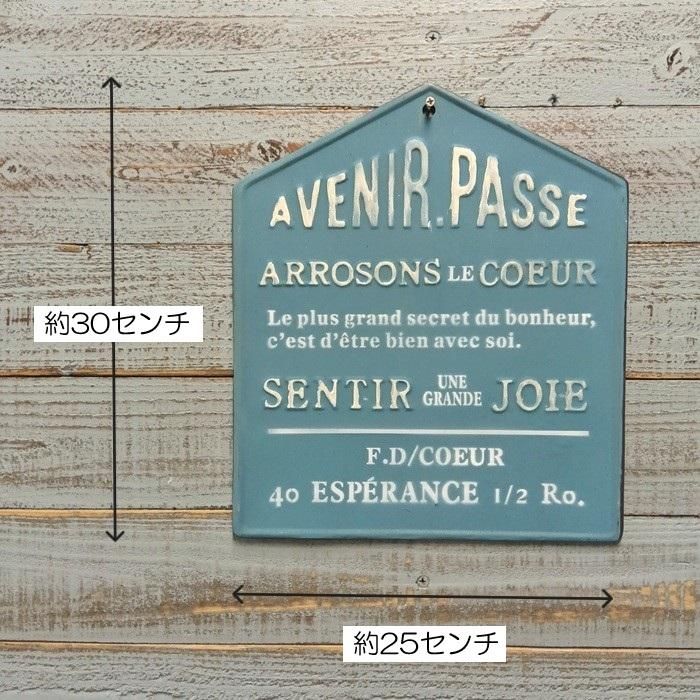 AVENIR.PASSE
ARROSONS LE COEUR
Le plus grand secret du bonheur,
c'est d'être bien avec soi.
SENTIR UNE GRANDE JOIE
F.D/COEUR
40 ESPÉRANCE 1/2 Ro.
約30センチ
約25センチ